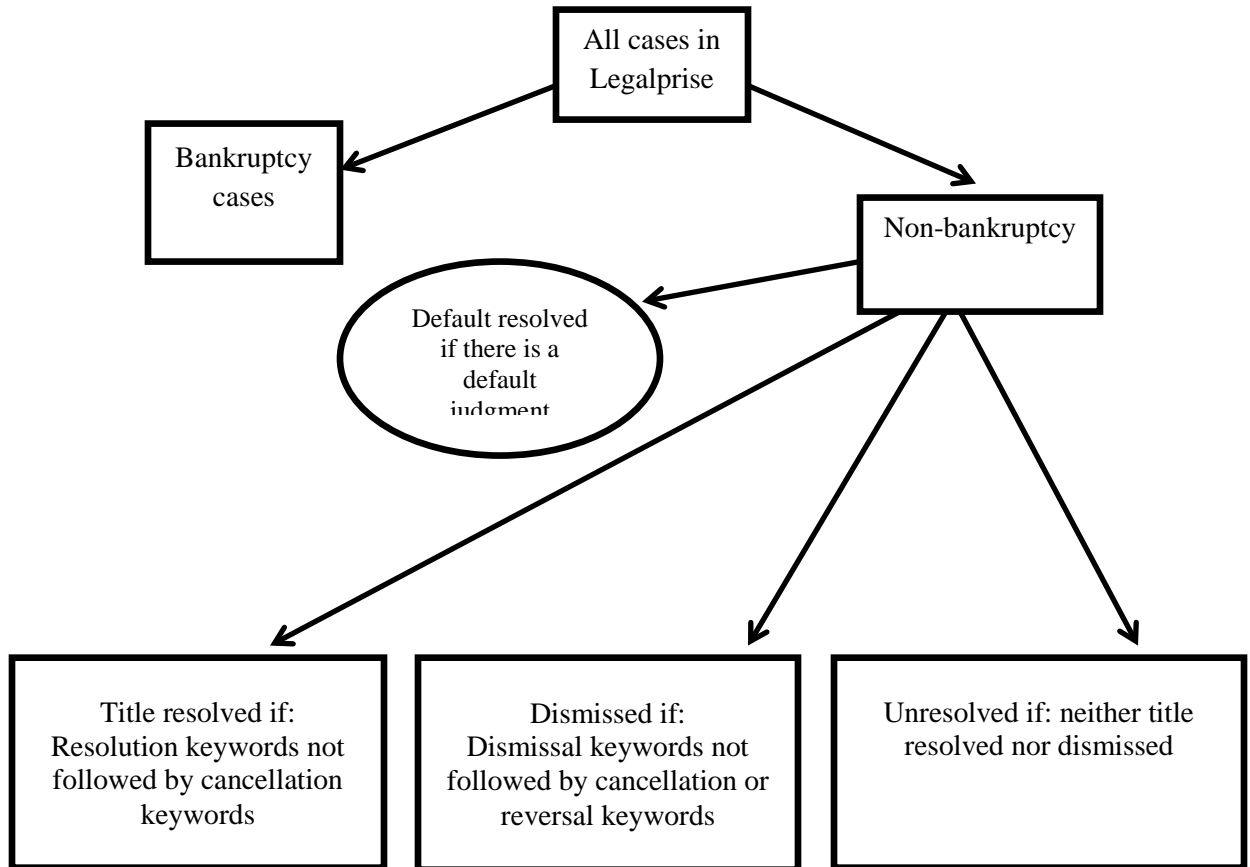 All cases in
Legalprise
Bankruptcy
cases
Non-bankruptcy
Default resolved
if there is a
default
judgment
Title resolved if:
Resolution keywords not
followed by cancellation
keywords
Dismissed if:
Dismissal keywords not
followed by cancellation or
reversal keywords
Unresolved if: neither title
resolved nor dismissed